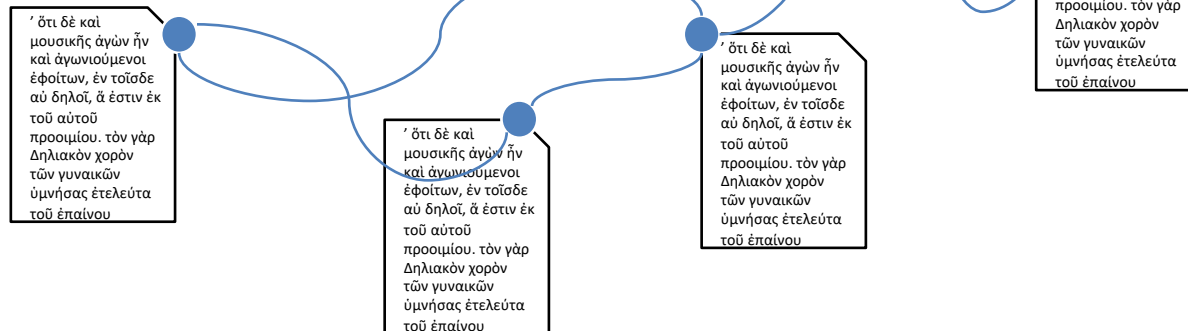 ’ ὅτι δὲ καὶ
μουσικῆς ἀγὼν ἦν
καὶ ἀγωνιούμενοι
ἐφοίτων, ἐν τοῖσδε
αὐ δηλοῖ, ἅ ἐστιν ἐκ
τοῦ αὐτοῦ
προοιμίου. τὸν γὰρ
Δηλιακὸν χορὸν
τῶν γυναικῶν
ὑμνήσας ἐτελεύτα
τοῦ ἐπαίνου
’ ὅτι δὲ καὶ
μουσικῆς ἀγὼν ἦν
καὶ ἀγωνιούμενοι
ἐφοίτων, ἐν τοῖσδε
αὐ δηλοῖ, ἅ ἐστιν ἐκ
τοῦ αὐτοῦ
προοιμίου. τὸν γὰρ
Δηλιακὸν χορὸν
τῶν γυναικῶν
ὑμνήσας ἐτελεύτα
τοῦ ἐπαίνου
’ ὅτι δὲ καὶ
μουσικῆς ἀγὼν ἦν
καὶ ἀγωνιούμενοι
ἐφοίτων, ἐν τοῖσδε
αὐ δηλοῖ, ἅ ἐστιν ἐκ
τοῦ αὐτοῦ
προοιμίου. τὸν γὰρ
Δηλιακὸν χορὸν
τῶν γυναικῶν
ὑμνήσας ἐτελεύτα
τοῦ ἐπαίνου
προοιμίου. τὸν γὰρ
Δηλιακὸν χορὸν
τῶν γυναικῶν
ὑμνήσας ἐτελεύτα
τοῦ ἐπαίνου